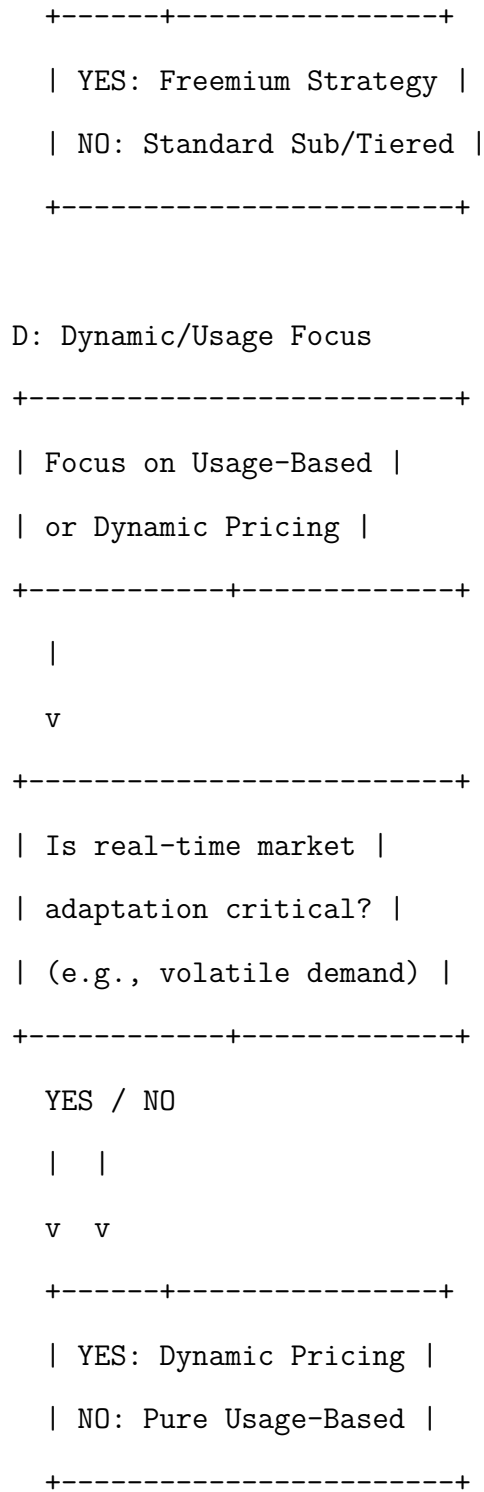 +------+----------------+
| YES: Freemium Strategy |
| NO: Standard Sub/Tiered |
+------------------------+
D: Dynamic/Usage Focus
+--------------------------+
| Focus on Usage-Based |
| or Dynamic Pricing |
+------------+-------------+
|
v
+--------------------------+
| Is real-time market |
| adaptation critical? |
| (e.g., volatile demand) |
+------------+-------------+
YES / NO
| |
v v
+------+----------------+
| YES: Dynamic Pricing |
| NO: Pure Usage-Based |
+------------------------+